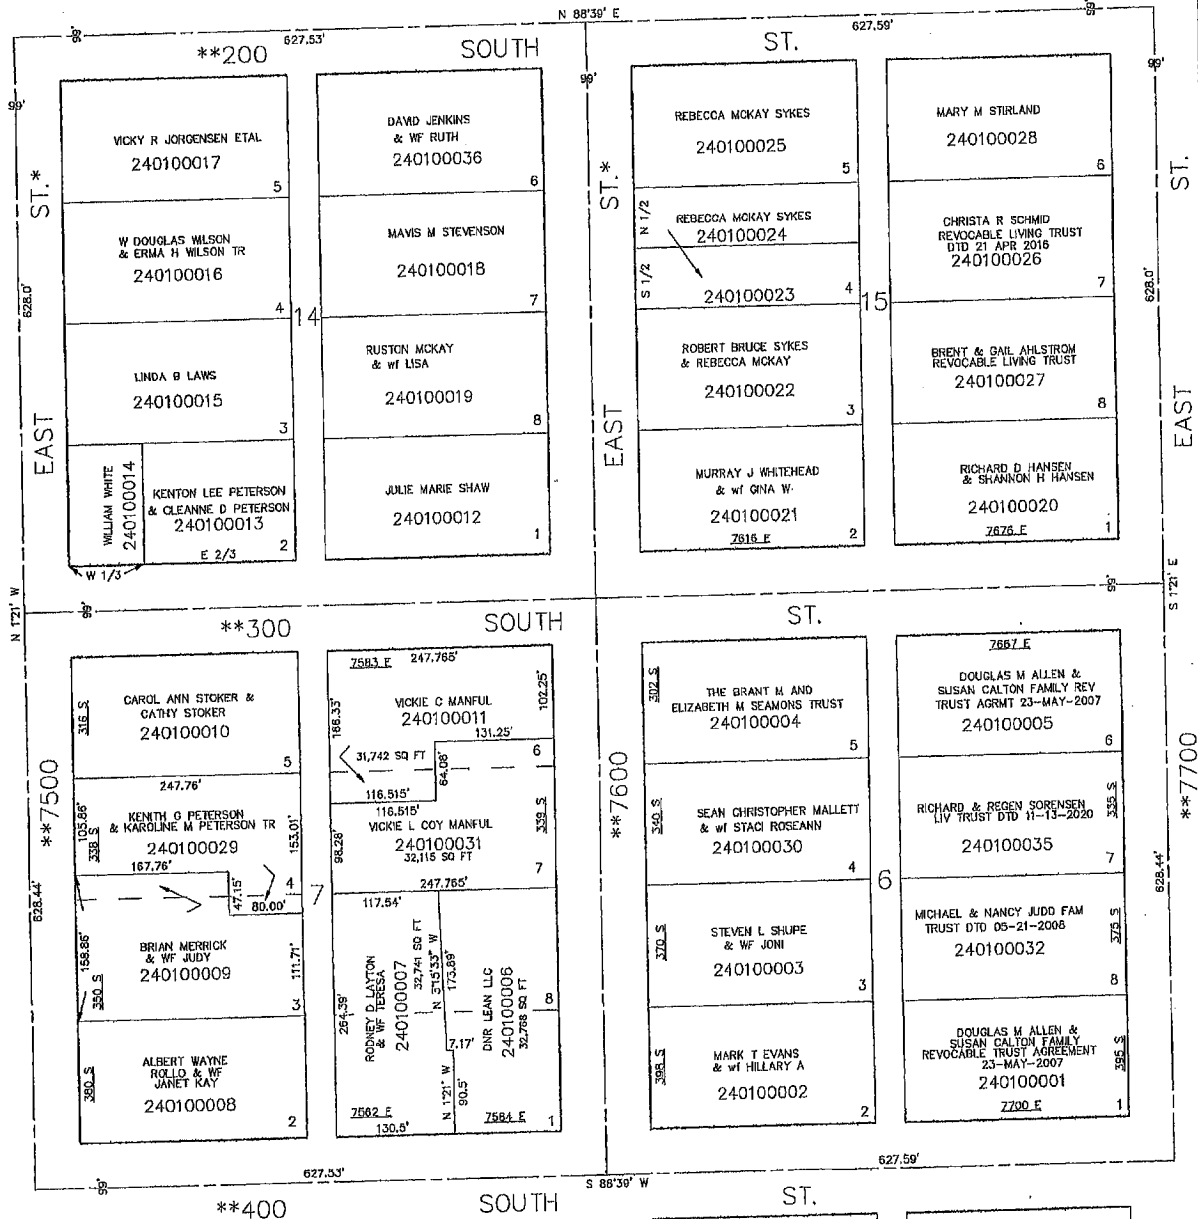 N 88°39' E
99'
627.53'
627.59'
99'
**200 SOUTH ST.
99'
99'
99'
ST.*
ST.*
ST.
EAST
EAST
EAST
628.0'
628.0'
N 1°21' W
S 1°21' E
VICKY R JORGENSEN ETAL
240100017
5
W DOUGLAS WILSON
& ERMA H WILSON TR
240100016
4
LINDA B LAWS
240100015
3
WILLIAM WHITE
240100014
KENTON LEE PETERSON
& CLEANNE D PETERSON
240100013
E 2/3
2
W 1/3
14
DAVID JENKINS
& WF RUTH
240100036
6
MAVIS M STEVENSON
240100018
7
RUSTON MCKAY
& wf LISA
240100019
8
JULIE MARIE SHAW
240100012
1
REBECCA MCKAY SYKES
240100025
5
N 1/2
REBECCA MCKAY SYKES
240100024
S 1/2
240100023
4
ROBERT BRUCE SYKES
& REBECCA MCKAY
240100022
3
MURRAY J WHITEHEAD
& wf GINA W.
240100021
7616 E
2
15
MARY M STIRLAND
240100028
6
CHRISTA R SCHMID
REVOCABLE LIVING TRUST
DTD 21 APR 2016
240100026
7
BRENT & GAIL AHLSTROM
REVOCABLE LIVING TRUST
240100027
8
RICHARD D HANSEN
& SHANNON H HANSEN
240100020
7676 E
1
99'
99'
**300 SOUTH ST.
**7500
**7600
**7700
628.44'
628.44'
316 S
CAROL ANN STOKER &
CATHY STOKER
240100010
5
247.76'
105.86'
338 S
KENITH G PETERSON
& KAROLINE M PETERSON TR
240100029
153.01'
167.76'
47.15'
4
80.00'
158.86'
350 S
BRIAN MERRICK
& WF JUDY
240100009
111.71'
3
380 S
ALBERT WAYNE
ROLLO & WF
JANET KAY
240100008
2
7
7583 E
247.765'
166.33'
VICKIE C MANFUL
240100011
102.25'
131.25'
31,742 SQ FT
64.08'
6
116.515'
116.515'
98.28'
VICKIE L COY MANFUL
240100031
32,115 SQ FT
339 S
7
247.765'
117.54'
264.39'
RODNEY D LAYTON
& WF TERESA
240100007
32,741 SQ FT
N 3°15'33" W
173.89'
7.17'
N 1°21' W
90.5'
7562 E
130.5'
DNR LEAN LLC
240100006
32,768 SQ FT
8
7584 E
1
302 S
THE GRANT M AND
ELIZABETH M SEAMONS TRUST
240100004
5
340 S
SEAN CHRISTOPHER MALLETT
& wf STACI ROSEANN
240100030
4
370 S
STEVEN L SHUPE
& WF JONI
240100003
3
398 S
MARK T EVANS
& wf HILLARY A
240100002
2
6
7667 E
DOUGLAS M ALLEN &
SUSAN CALTON FAMILY REV
TRUST AGRMT 23-MAY-2007
240100005
6
RICHARD & REGEN SORENSEN
LIV TRUST DTD 11-13-2020
240100035
335 S
7
MICHAEL & NANCY JUDD FAM
TRUST DTD 05-21-2008
240100032
375 S
8
DOUGLAS M ALLEN &
SUSAN CALTON FAMILY
REVOCABLE TRUST AGREEMENT
23-MAY-2007
240100001
395 S
7700 E
1
99'
627.53'
S 88°39' W
627.59'
99'
**400 SOUTH ST.